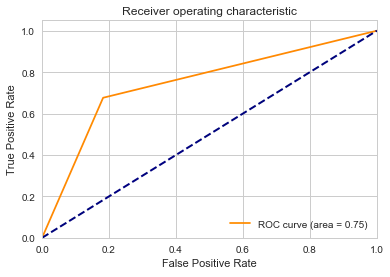 Receiver operating characteristic
True Positive Rate
1.0
0.8
0.6
0.4
0.2
0.0
ROC curve (area = 0.75)
0.0 0.2 0.4 0.6 0.8 1.0
False Positive Rate